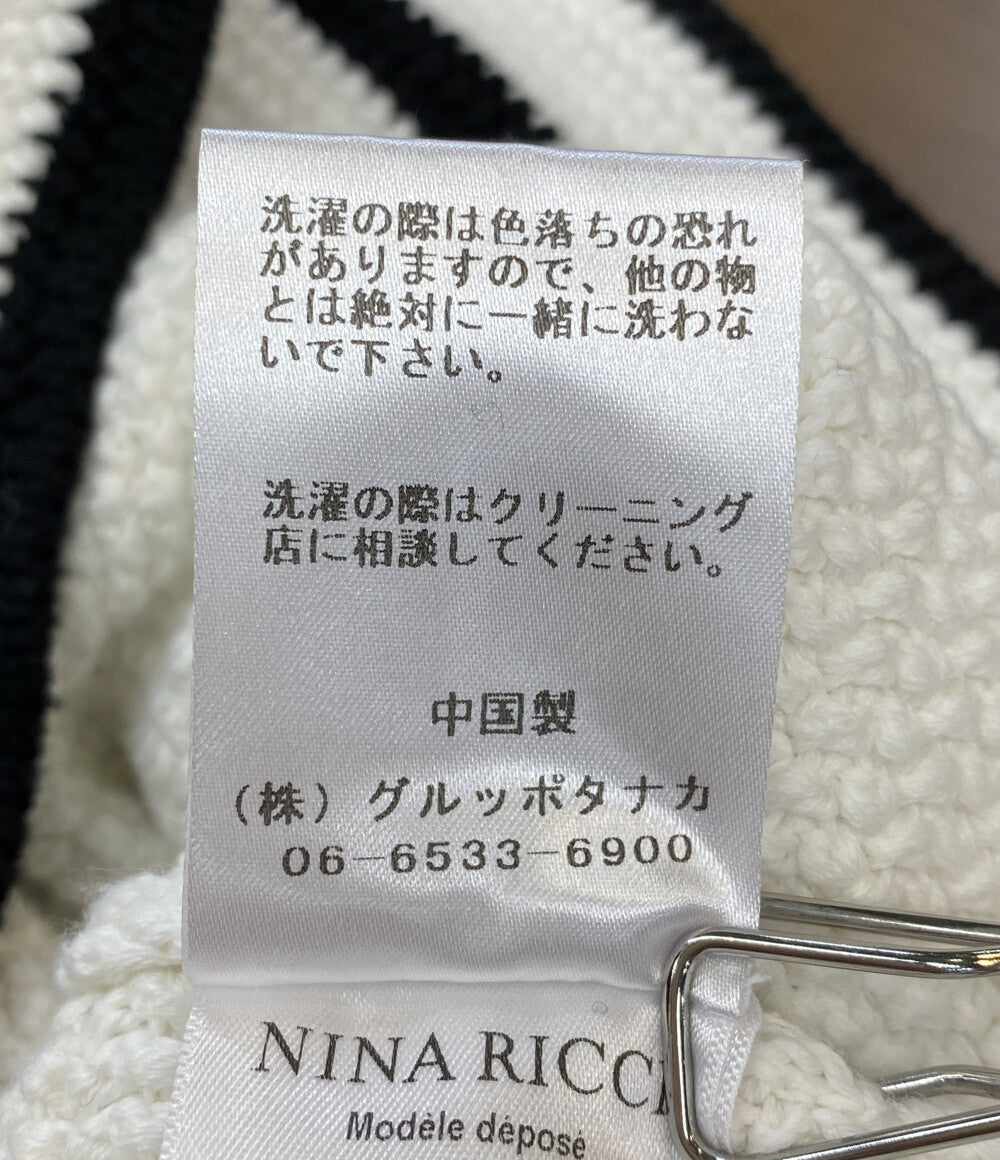 洗濯の際は色落ちの恐れ
がありますので、他の物
とは絶対に一緒に洗わな
いで下さい。
洗濯の際はクリーニング
店に相談してください。
中国製
（株）グルッポタナカ
06-6533-6900
NINA RICCI
Modèle déposé